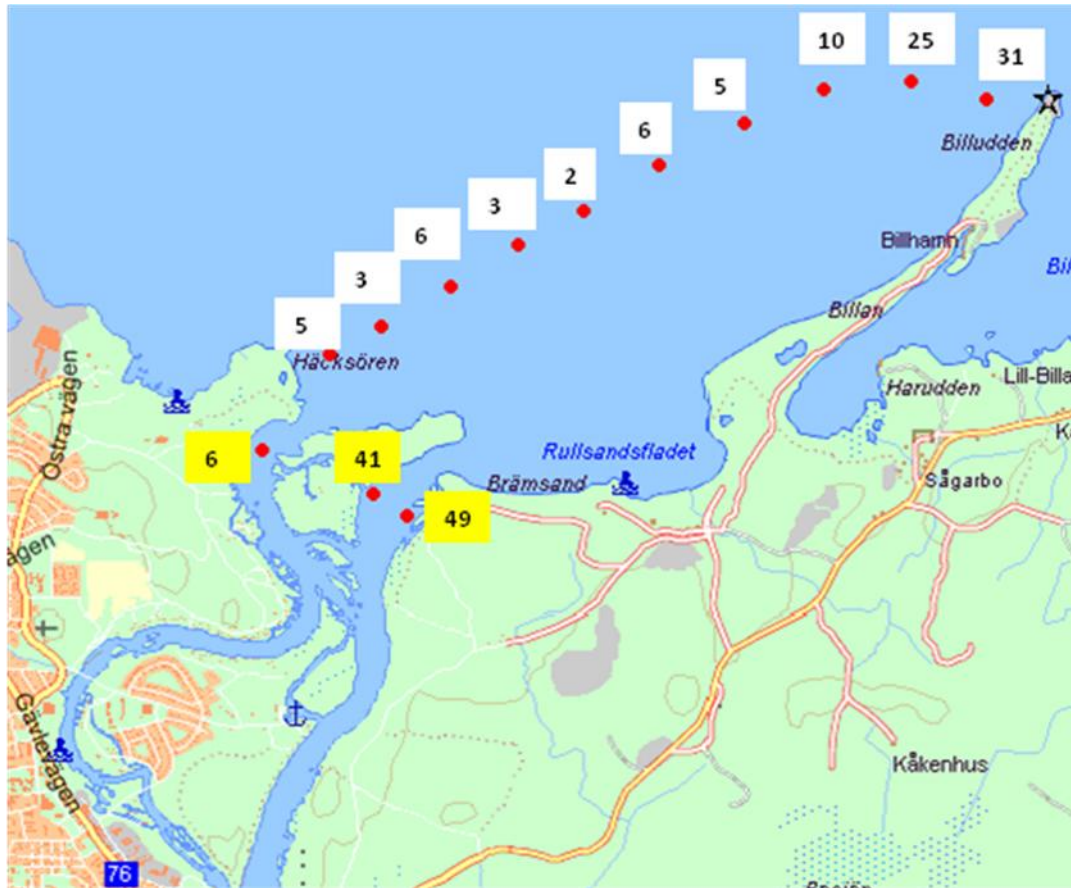 10
25
31
5
6
Billudden
2
3
6
Billhamn
3
Billan
5
Häcksören
Östra vägen
Harudden
Lill-Billa
6
41
Rullsandsfladet
Brämsand
Sågarbo
49
Gävlevägen
Kåkenhus
76